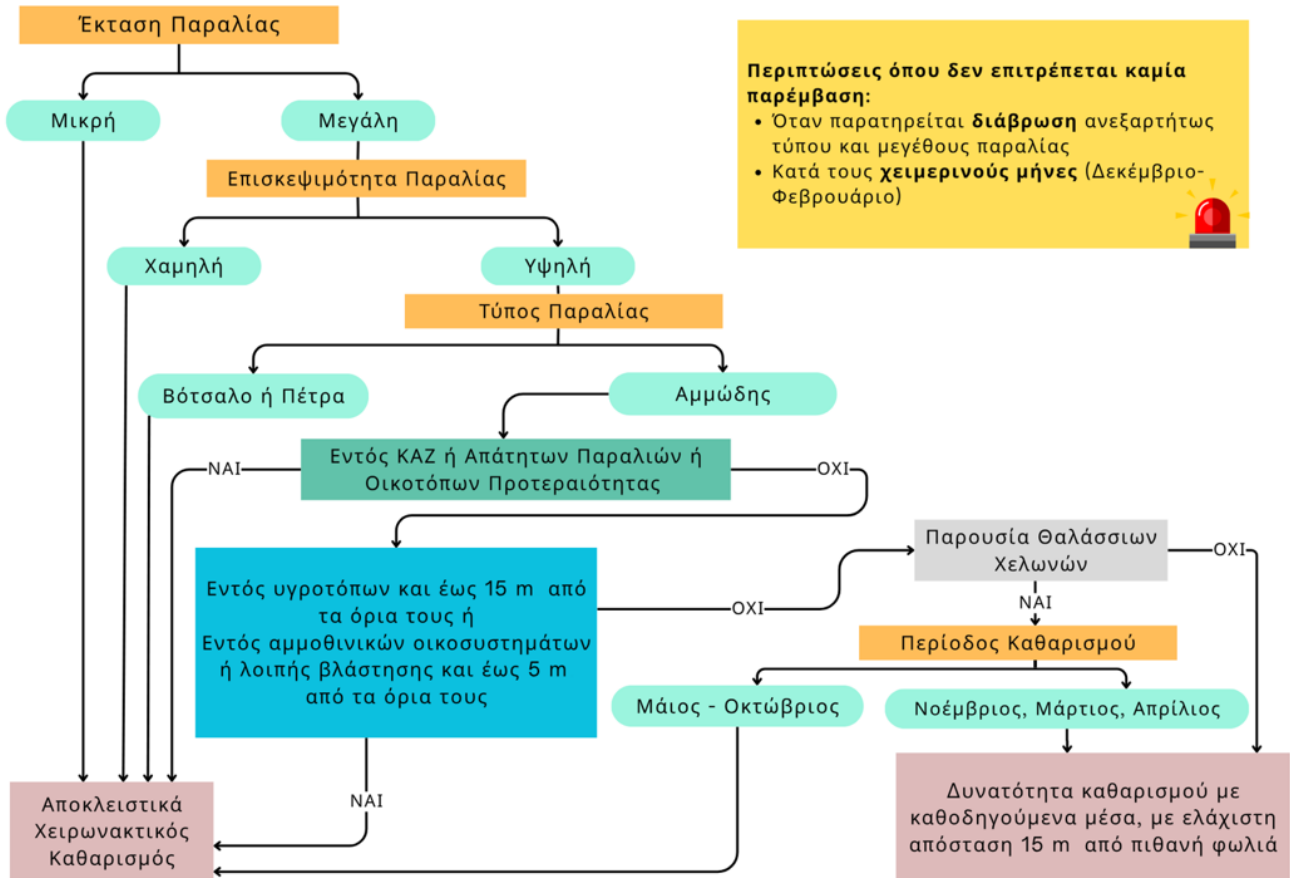 Έκταση Παραλίας
Μικρή
Μεγάλη
Επισκεψιμότητα Παραλίας
Χαμηλή
Υψηλή
Τύπος Παραλίας
Βότσαλο ή Πέτρα
Αμμώδης
ΝΑΙ
Εντός ΚΑΖ ή Απάτητων Παραλιών ή
Οικοτόπων Προτεραιότητας
ΟΧΙ
Εντός υγροτόπων και έως 15 m από
τα όρια τους ή
Εντός αμμοθινικών οικοσυστημάτων
ή λοιπής βλάστησης και έως 5 m
από τα όρια τους
ΟΧΙ
ΝΑΙ
Παρουσία Θαλάσσιων
Χελωνών
ΟΧΙ
ΝΑΙ
Περίοδος Καθαρισμού
Μάιος - Οκτώβριος
Νοέμβριος, Μάρτιος, Απρίλιος
Αποκλειστικά
Χειρωνακτικός
Καθαρισμός
Δυνατότητα καθαρισμού με
καθοδηγούμενα μέσα, με ελάχιστη
απόσταση 15 m από πιθανή φωλιά
Περιπτώσεις όπου δεν επιτρέπεται καμία
παρέμβαση:
• Όταν παρατηρείται διάβρωση ανεξαρτήτως
τύπου και μεγέθους παραλίας
• Κατά τους χειμερινούς μήνες (Δεκέμβριο-
Φεβρουάριο)